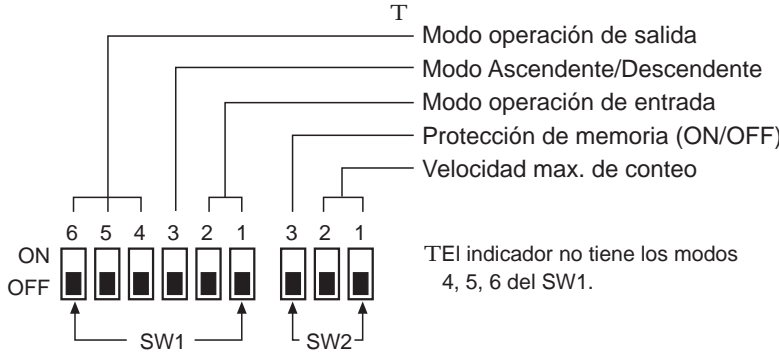 T
Modo operación de salida
Modo Ascendente/Descendente
Modo operación de entrada
Protección de memoria (ON/OFF)
Velocidad max. de conteo
6 5 4 3 2 1 3 2 1
ON
OFF
SW1 SW2
TEl indicador no tiene los modos
4, 5, 6 del SW1.